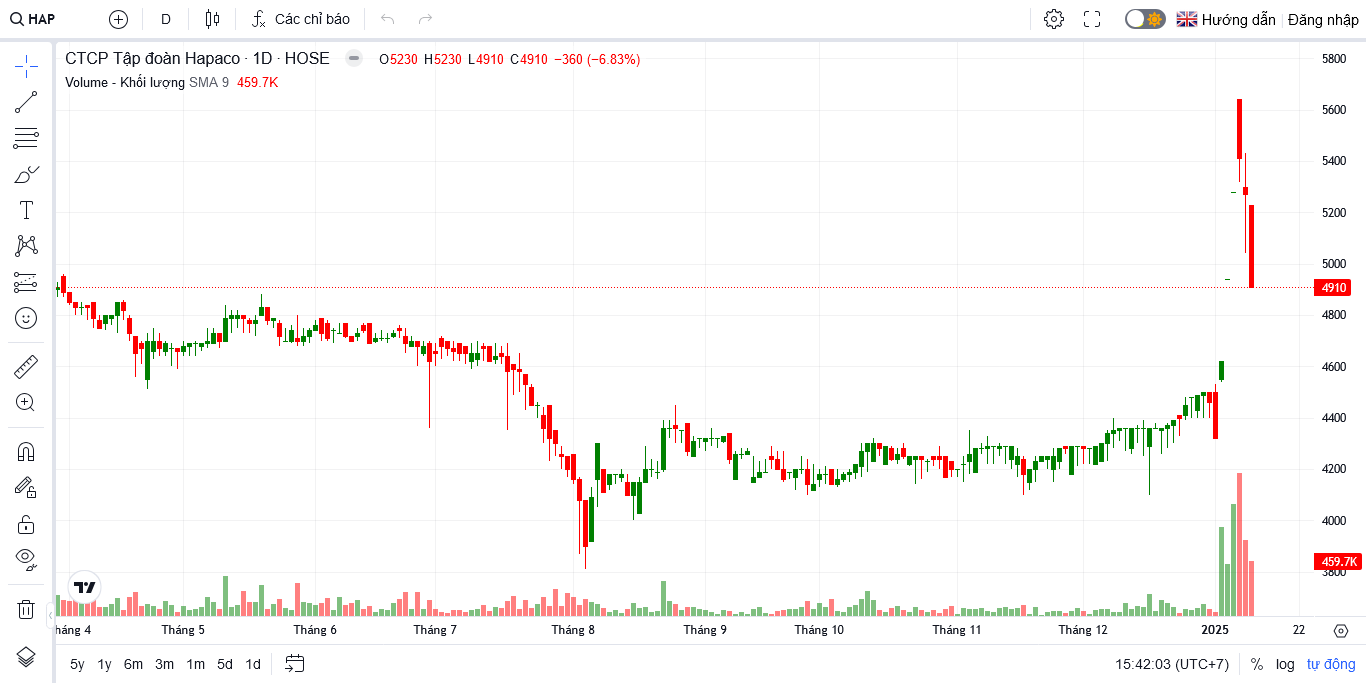 HAP D Các chỉ báo Hướng dẫn Đăng nhập
CTCP Tập đoàn Hapaco · 1D · HOSE O5230 H5230 L4910 C4910 −360 (−6.83%)
Volume - Khối lượng SMA 9 459.7K
5800
5600
5400
5200
5000
4910
4800
4600
4400
4200
4000
459.7K
3800
háng 4 Tháng 5 Tháng 6 Tháng 7 Tháng 8 Tháng 9 Tháng 10 Tháng 11 Tháng 12 2025 22
5y 1y 6m 3m 1m 5d 1d 15:42:03 (UTC+7) % log tự động